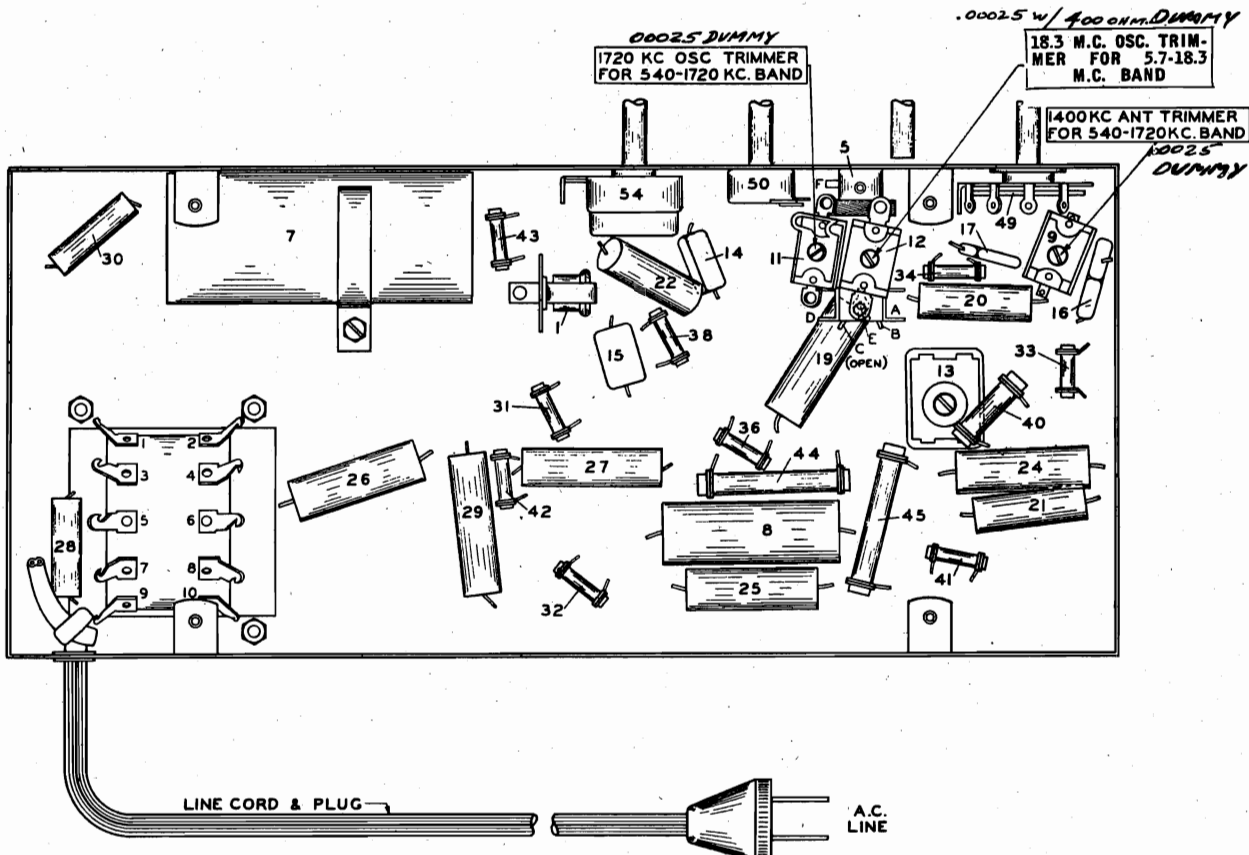 .00025 w/ 400 OHM DUMMY
00025 DUMMY
1720 KC OSC TRIMMER
FOR 540-1720 KC. BAND
18.3 M.C. OSC. TRIM-
MER FOR 5.7-18.3
M.C. BAND
1400KC ANT TRIMMER
FOR 540-1720KC. BAND
.00025
DUMMY
5
F
54
50
49
7
43
14
11
12
17
9
30
22
34
20
16
1
D
A
B
E
C
(OPEN)
38
15
19
13
33
31
40
36
1
2
3
4
26
27
44
24
29
42
45
21
5
6
28
8
7
8
41
9
10
32
25
LINE CORD & PLUG
A.C.
LINE